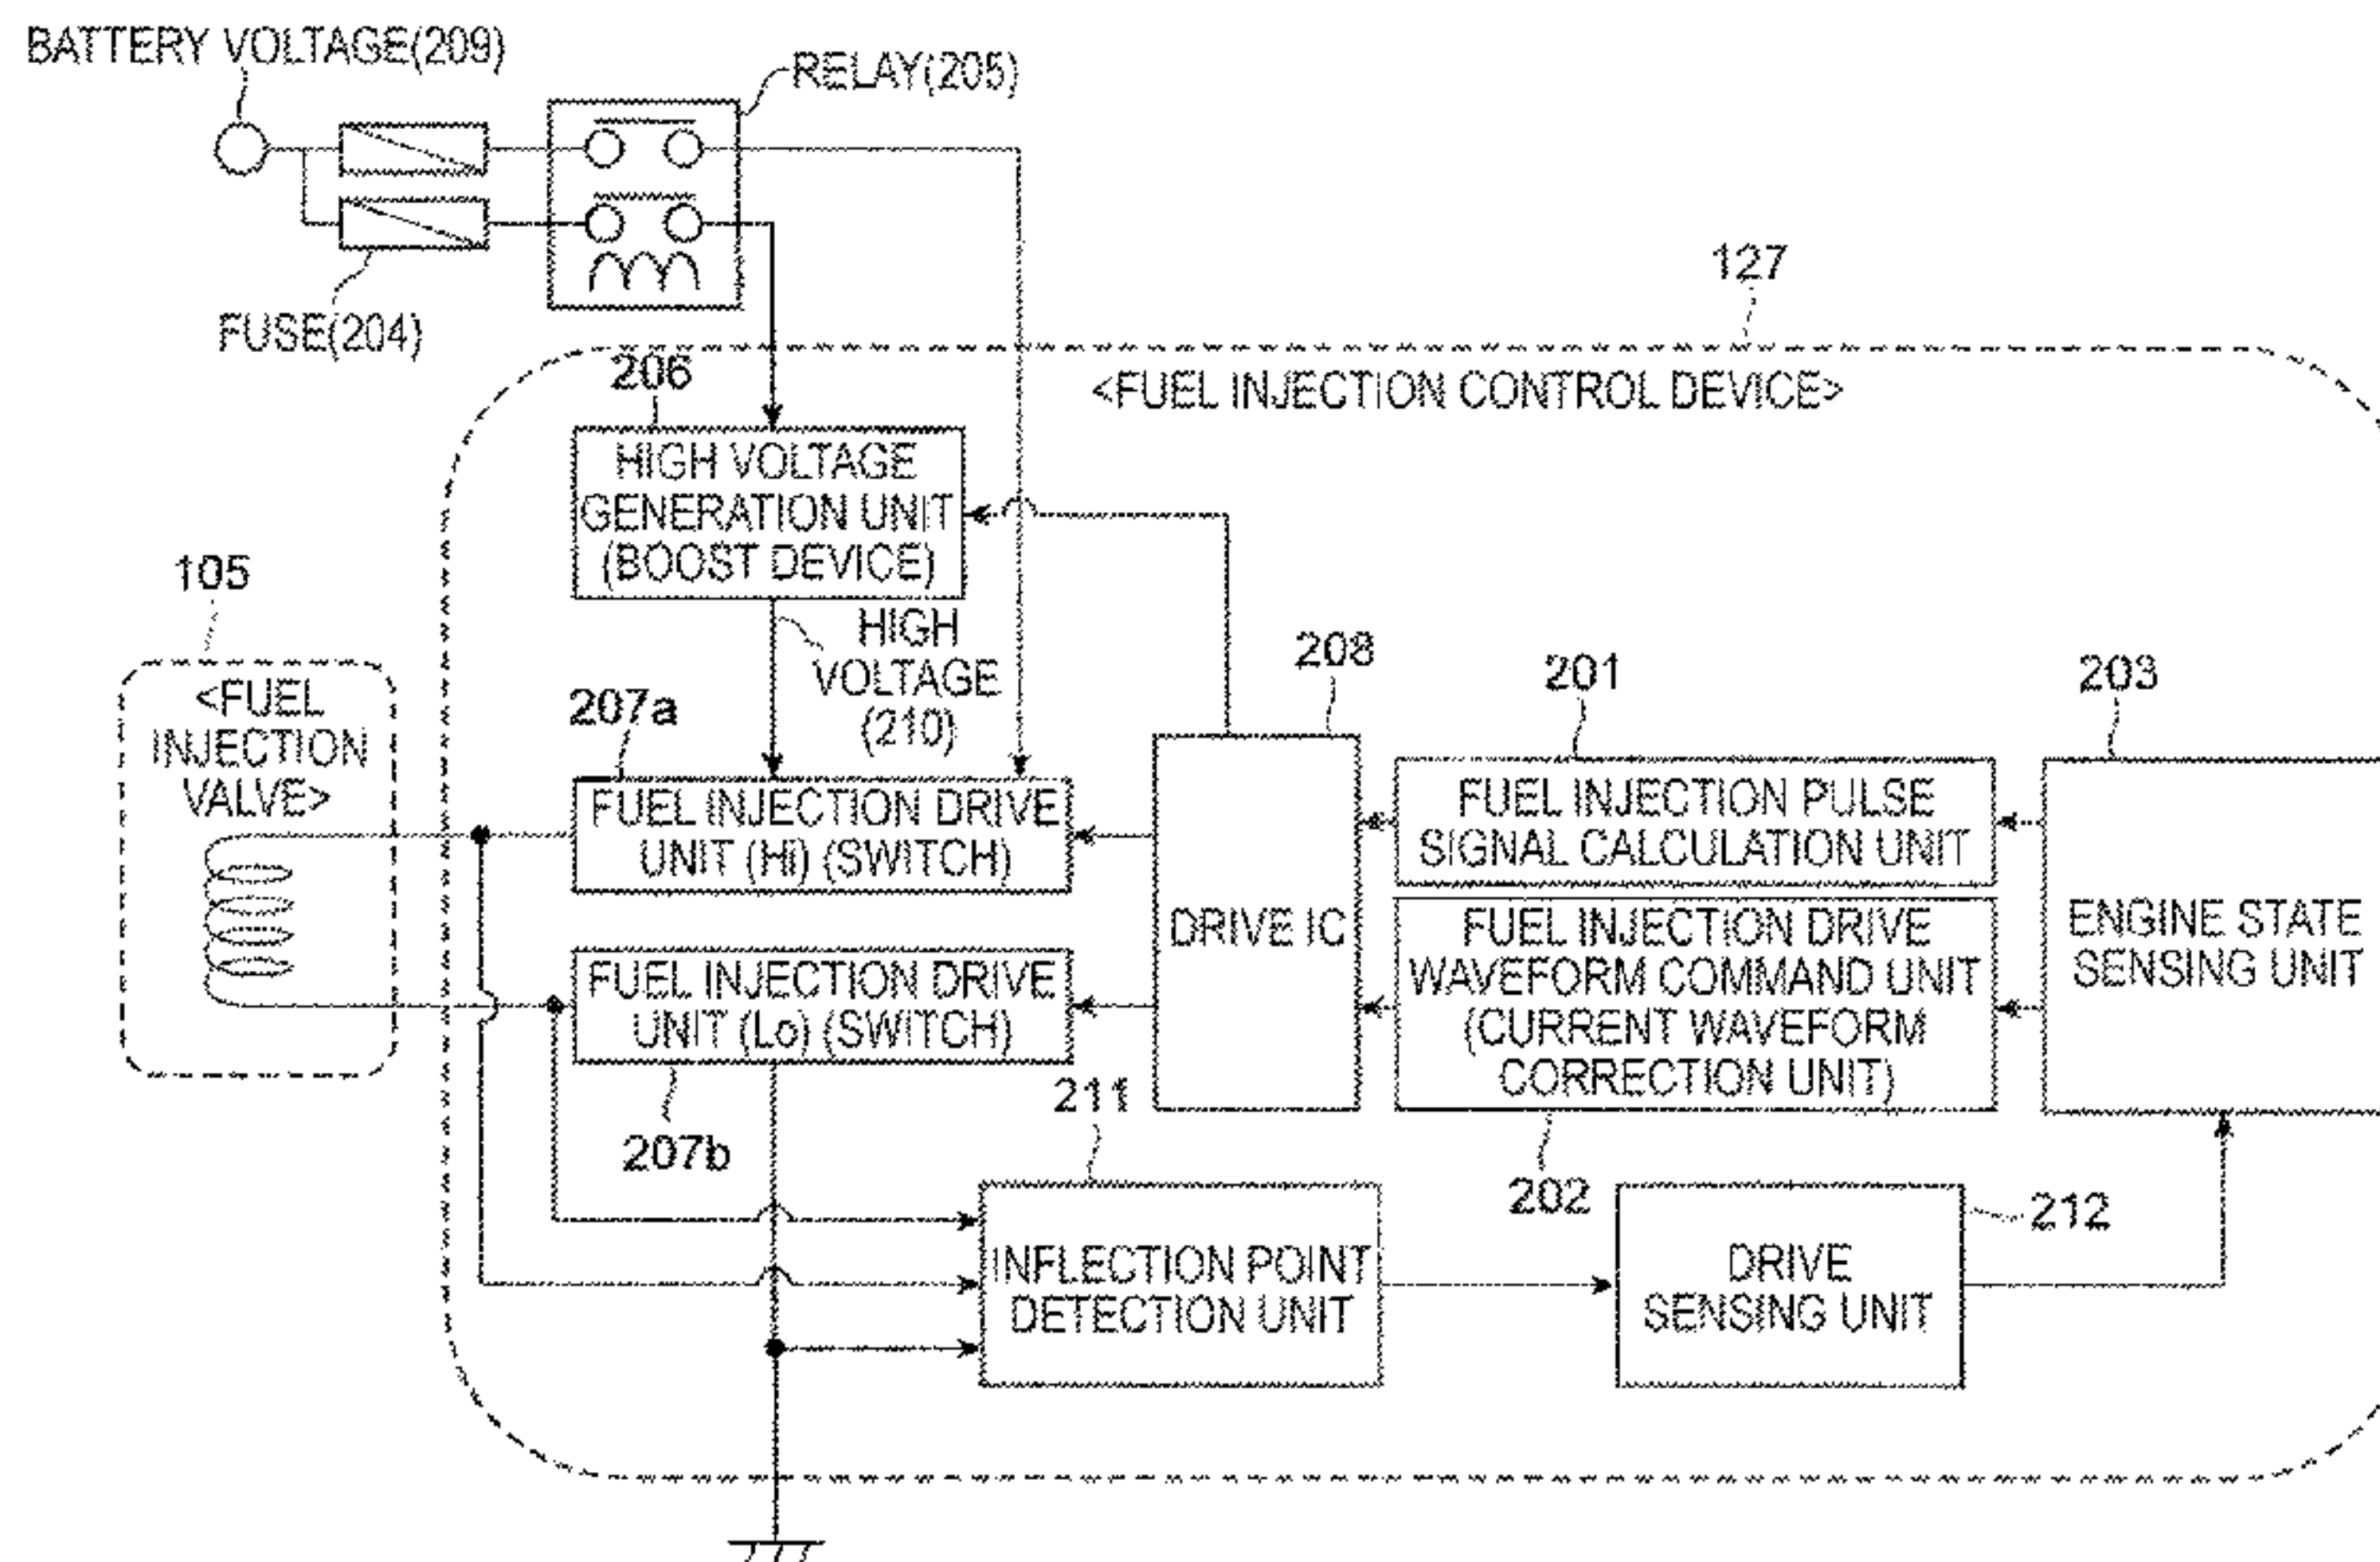 BATTERY VOLTAGE(209)
RELAY(205)
FUSE(204)
127
<FUEL INJECTION CONTROL DEVICE>
206
HIGH VOLTAGE
GENERATION UNIT
(BOOST DEVICE)
HIGH
VOLTAGE
(210)
105
<FUEL
INJECTION
VALVE>
207a
FUEL INJECTION DRIVE
UNIT (Hi) (SWITCH)
FUEL INJECTION DRIVE
UNIT (Lo) (SWITCH)
207b
208
DRIVE IC
201
FUEL INJECTION PULSE
SIGNAL CALCULATION UNIT
FUEL INJECTION DRIVE
WAVEFORM COMMAND UNIT
(CURRENT WAVEFORM
CORRECTION UNIT)
202
203
ENGINE STATE
SENSING UNIT
211
INFLECTION POINT
DETECTION UNIT
212
DRIVE
SENSING UNIT